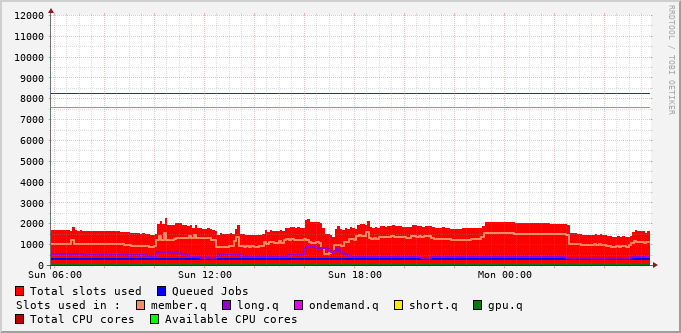 12000
11000
10000
9000
8000
7000
6000
5000
4000
3000
2000
1000
0
Sun 06:00 Sun 12:00 Sun 18:00 Mon 00:00
Total slots used Queued Jobs
Slots used in : member.q long.q ondemand.q short.q gpu.q
Total CPU cores Available CPU cores
RRDTOOL / TOBI OETIKER